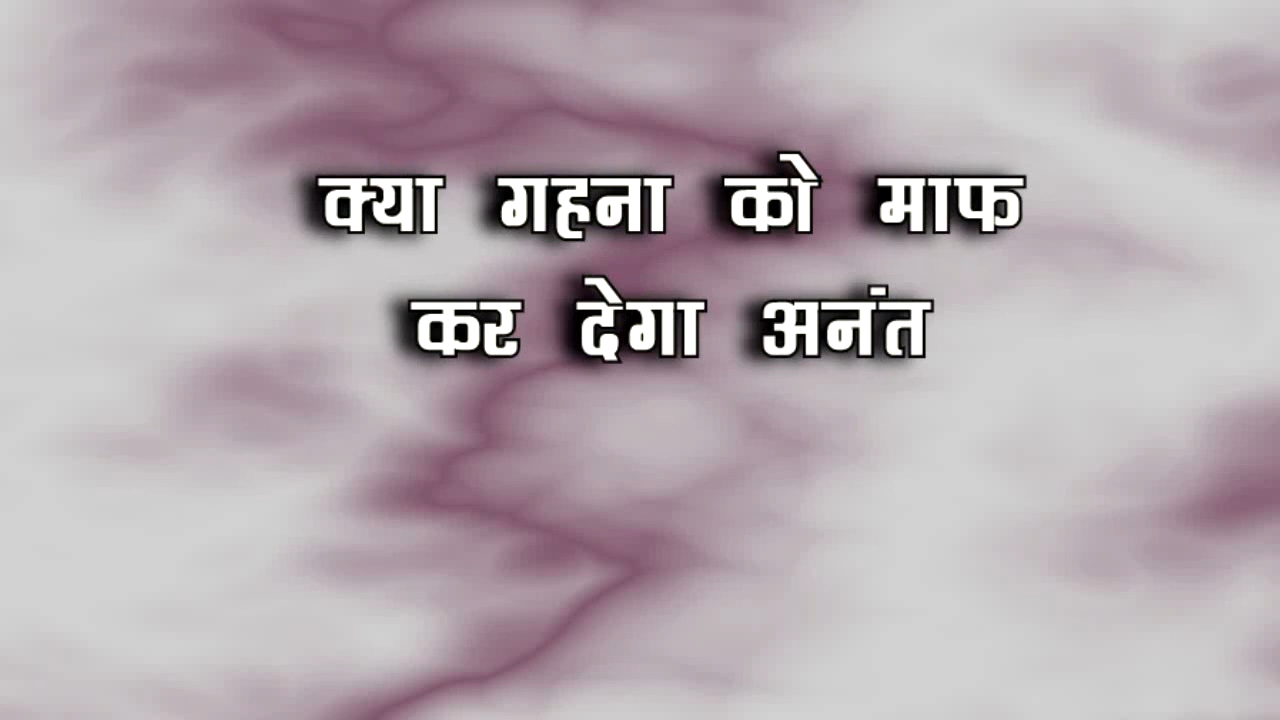 क्या गहना को माफ
कर देगा अनंत